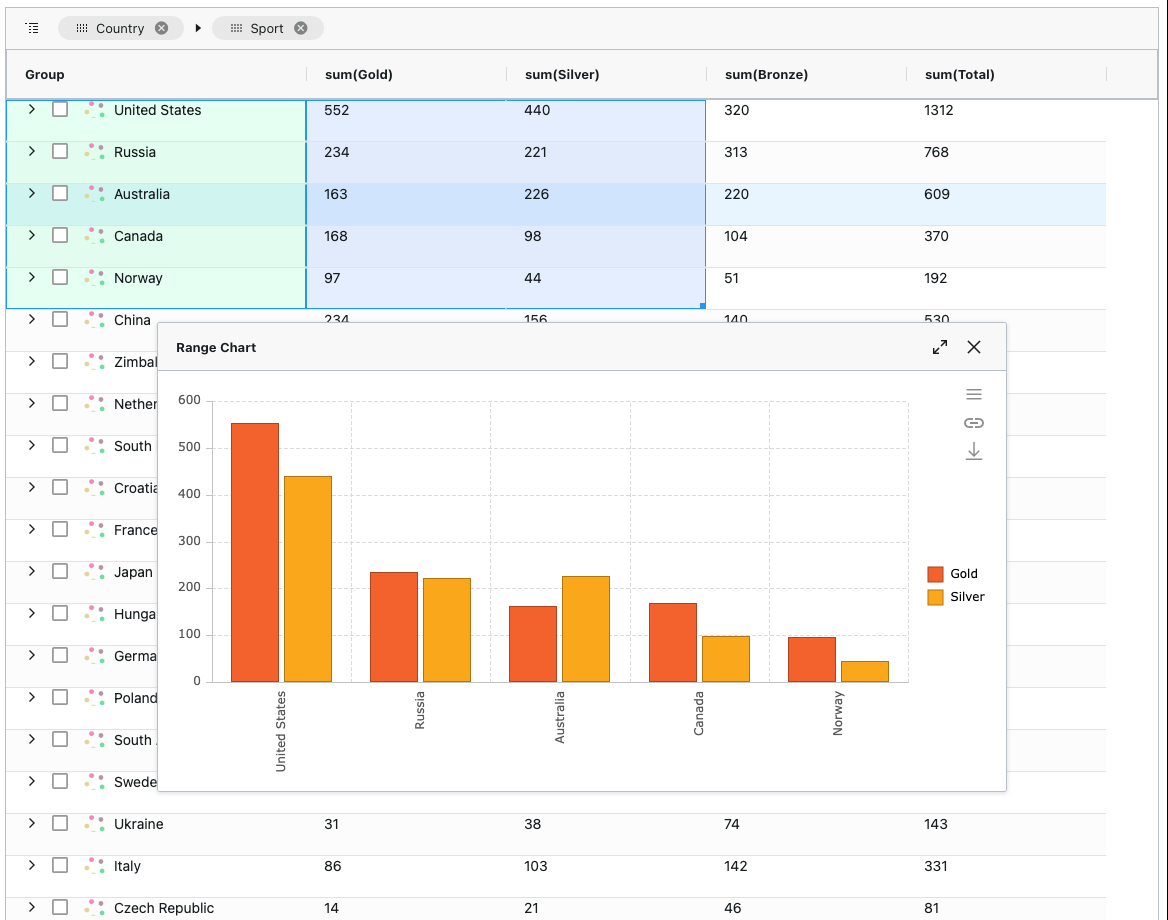 Country Sport
Group sum(Gold) sum(Silver) sum(Bronze) sum(Total)
United States 552 440 320 1312
Russia 234 221 313 768
Australia 163 226 220 609
Canada 168 98 104 370
Norway 97 44 51 192
China 234 156 140 530
Zimbal
Nether
South
Croatia
France
Japan
Hunga
Germa
Poland
South
Swede
Range Chart
600
500
400
300
200
100
0
United States
Russia
Australia
Canada
Norway
Gold
Silver
Ukraine 31 38 74 143
Italy 86 103 142 331
Czech Republic 14 21 46 81